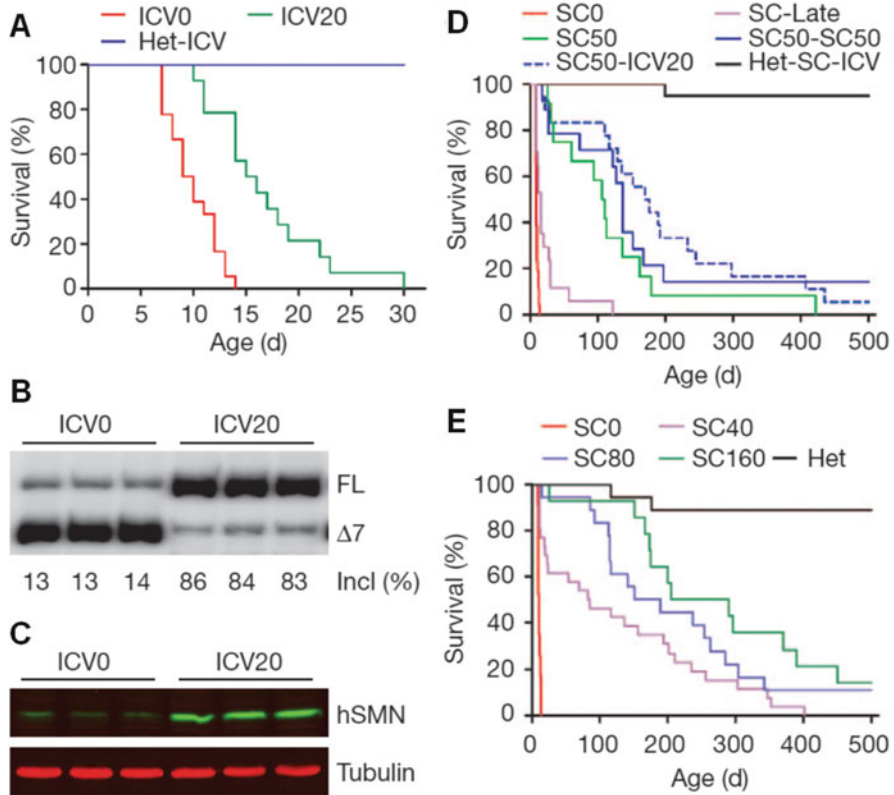 A
ICV0 ICV20
Het-ICV
Survival (%)
100
80
60
40
20
0
0 5 10 15 20 25 30
Age (d)
B
ICV0 ICV20
FL
Δ7
13 13 14 86 84 83 Incl (%)
C
ICV0 ICV20
hSMN
Tubulin
D
SC0 SC-Late
SC50 SC50-SC50
SC50-ICV20 Het-SC-ICV
Survival (%)
100
80
60
40
20
0
0 100 200 300 400 500
Age (d)
E
SC0 SC40
SC80 SC160 Het
Survival (%)
100
80
60
40
20
0
0 100 200 300 400 500
Age (d)